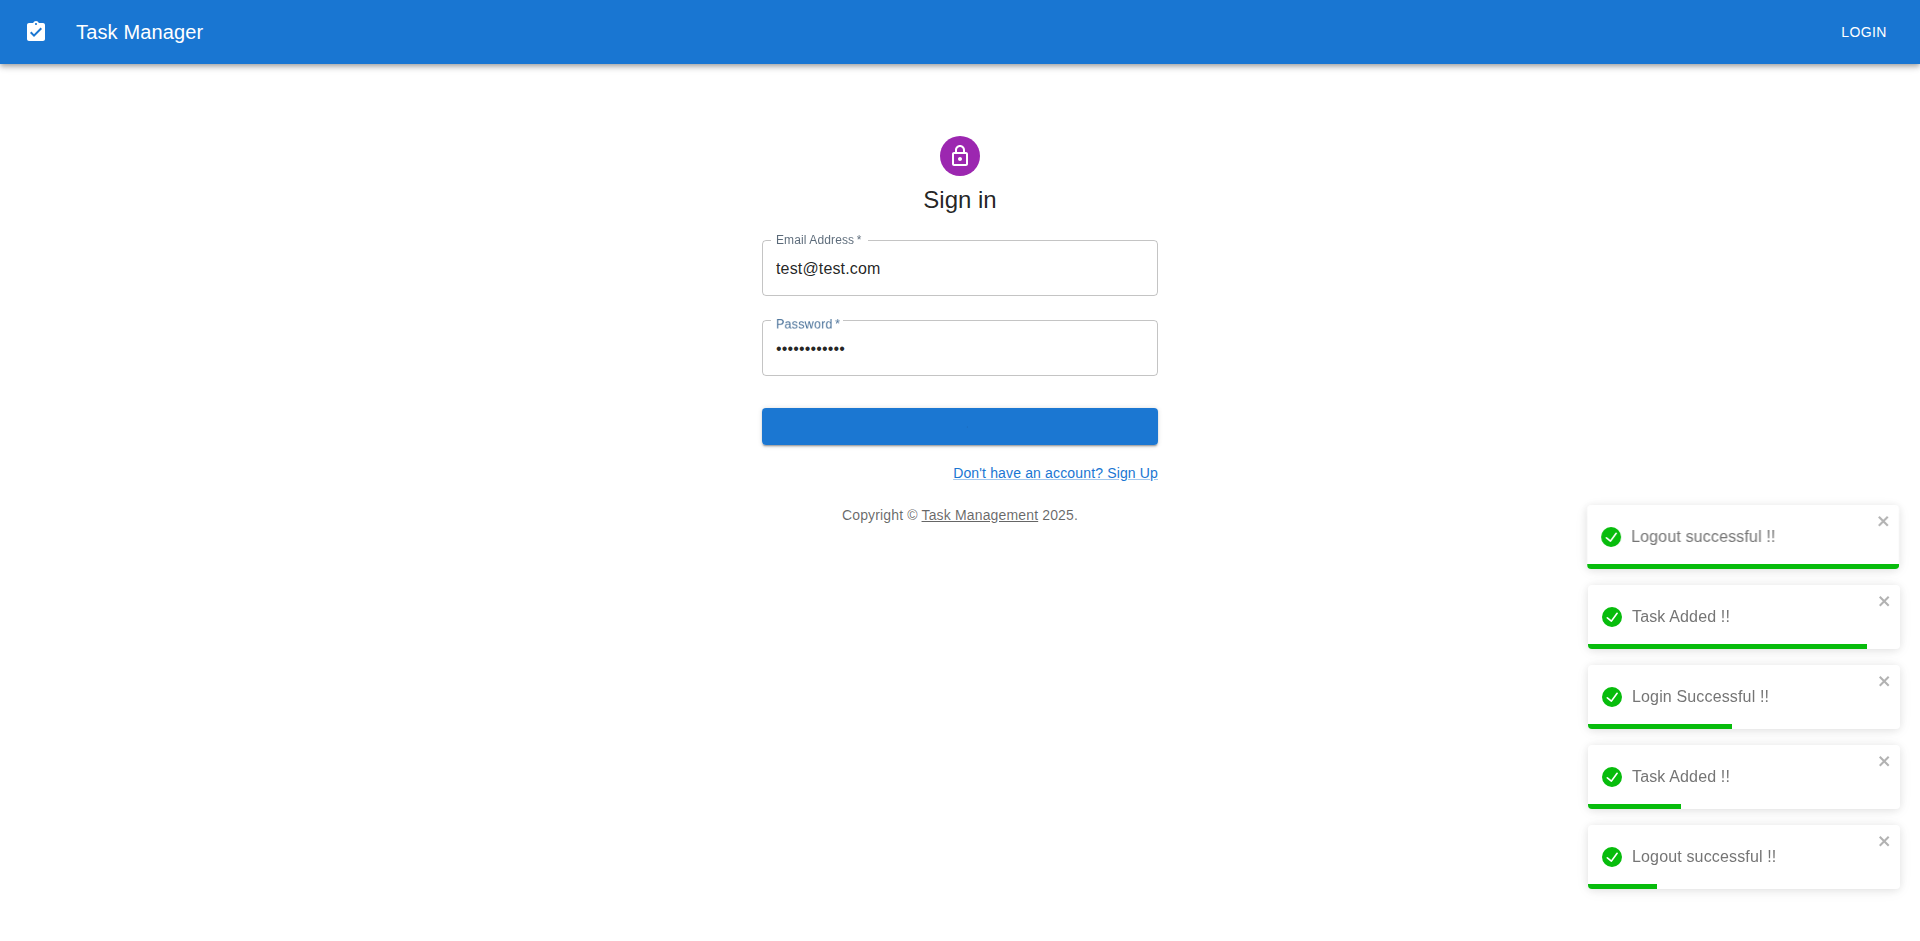 Task Manager
LOGIN
Sign in
Email Address *
test@test.com
Password *
••••••••••••
Don't have an account? Sign Up
Copyright © Task Management 2025.
Logout successful !!
Task Added !!
Login Successful !!
Task Added !!
Logout successful !!